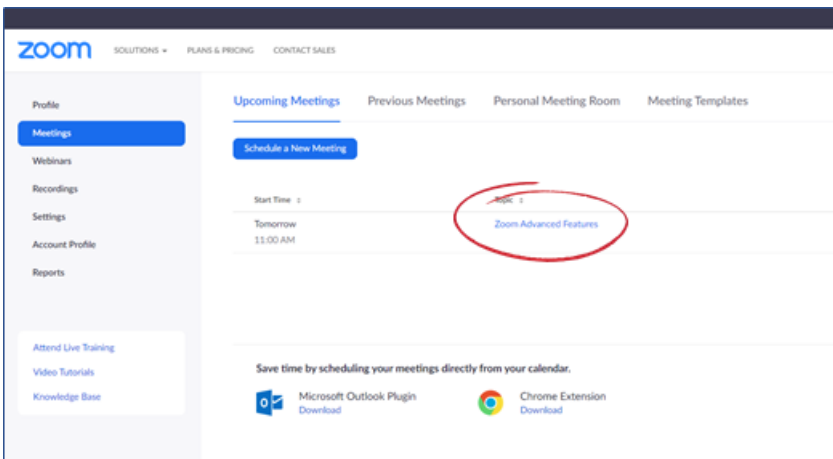 zoom SOLUTIONS PLANS & PRICING CONTACT SALES
Profile
Meetings
Webinars
Recordings
Settings
Account Profile
Reports
Attend Live Training
Video Tutorials
Knowledge Base
Upcoming Meetings Previous Meetings Personal Meeting Room Meeting Templates
Schedule a New Meeting
Start Time Topic
Tomorrow Zoom Advanced Features
11:00 AM
Save time by scheduling your meetings directly from your calendar.
Microsoft Outlook Plugin
Download
Chrome Extension
Download